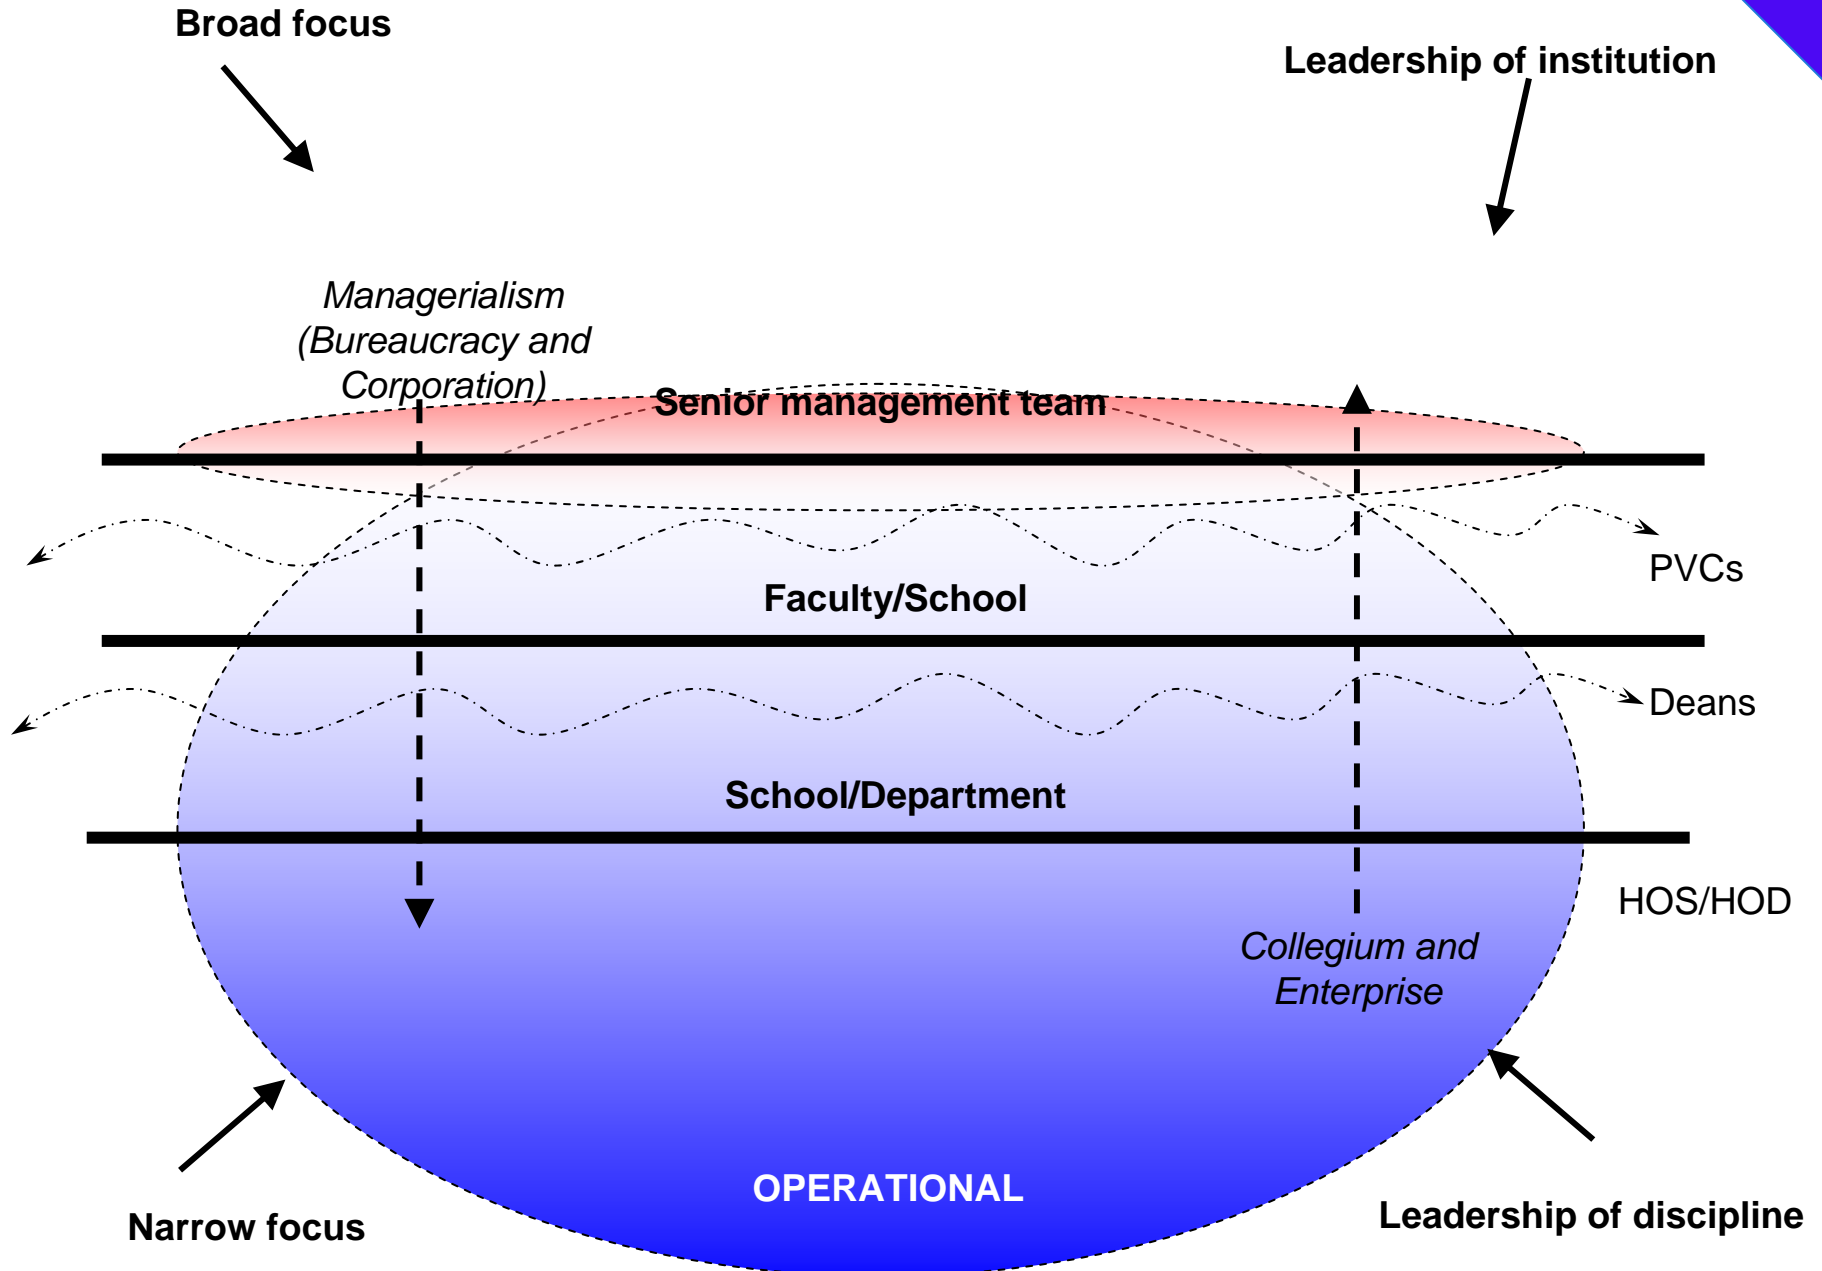 Broad focus
Leadership of institution
Managerialism
(Bureaucracy and
Corporation)
Senior management team
PVCs
Faculty/School
Deans
School/Department
HOS/HOD
Collegium and
Enterprise
OPERATIONAL
Narrow focus
Leadership of discipline